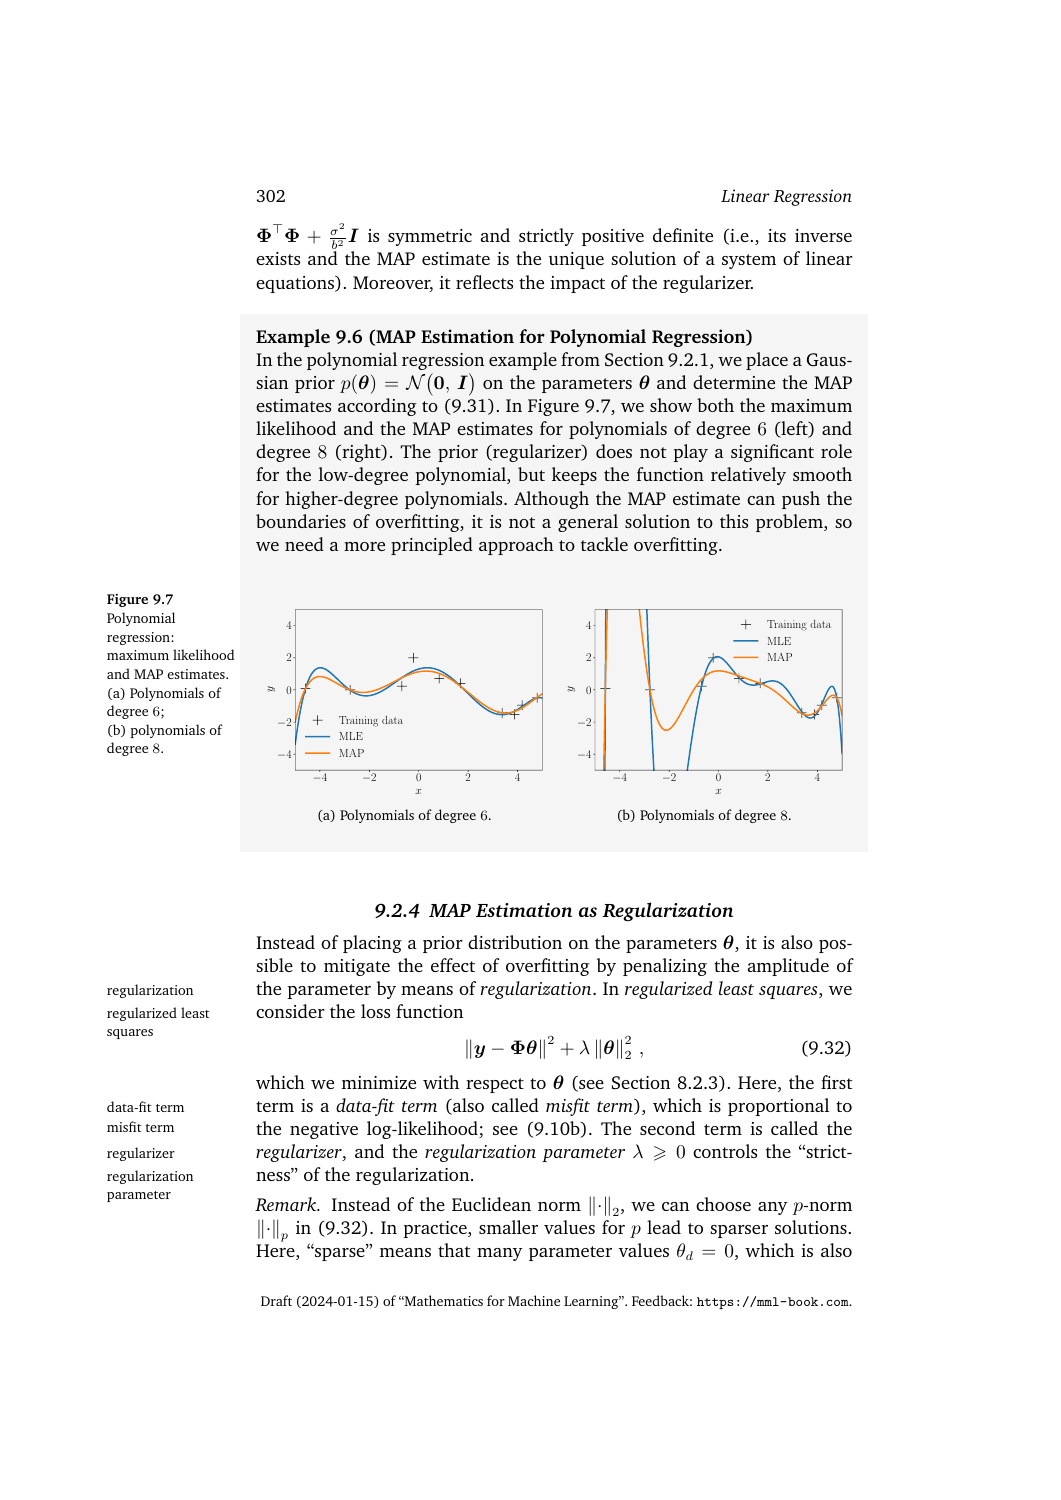 302 Linear Regression
Φ⊤Φ + σ²/b² I is symmetric and strictly positive definite (i.e., its inverse
exists and the MAP estimate is the unique solution of a system of linear
equations). Moreover, it reflects the impact of the regularizer.
Example 9.6 (MAP Estimation for Polynomial Regression)
In the polynomial regression example from Section 9.2.1, we place a Gaus-
sian prior p(θ) = 𝒩(0, I) on the parameters θ and determine the MAP
estimates according to (9.31). In Figure 9.7, we show both the maximum
likelihood and the MAP estimates for polynomials of degree 6 (left) and
degree 8 (right). The prior (regularizer) does not play a significant role
for the low-degree polynomial, but keeps the function relatively smooth
for higher-degree polynomials. Although the MAP estimate can push the
boundaries of overfitting, it is not a general solution to this problem, so
we need a more principled approach to tackle overfitting.
Figure 9.7
Polynomial
regression:
maximum likelihood
and MAP estimates.
(a) Polynomials of
degree 6;
(b) polynomials of
degree 8.
4
2
0
−2
−4
y
Training data
MLE
MAP
−4 −2 0 2 4
x
(a) Polynomials of degree 6.
4
2
0
−2
−4
y
Training data
MLE
MAP
−4 −2 0 2 4
x
(b) Polynomials of degree 8.
9.2.4 MAP Estimation as Regularization
Instead of placing a prior distribution on the parameters θ, it is also pos-
sible to mitigate the effect of overfitting by penalizing the amplitude of
regularization
the parameter by means of regularization. In regularized least squares, we
regularized least
squares
consider the loss function
‖y − Φθ‖² + λ ‖θ‖₂² , (9.32)
which we minimize with respect to θ (see Section 8.2.3). Here, the first
data-fit term
term is a data-fit term (also called misfit term), which is proportional to
misfit term
the negative log-likelihood; see (9.10b). The second term is called the
regularizer
regularizer, and the regularization parameter λ ⩾ 0 controls the “strict-
regularization
parameter
ness” of the regularization.
Remark. Instead of the Euclidean norm ‖·‖₂, we can choose any p-norm
‖·‖ₚ in (9.32). In practice, smaller values for p lead to sparser solutions.
Here, “sparse” means that many parameter values θ_d = 0, which is also
Draft (2024-01-15) of “Mathematics for Machine Learning”. Feedback: https://mml-book.com.